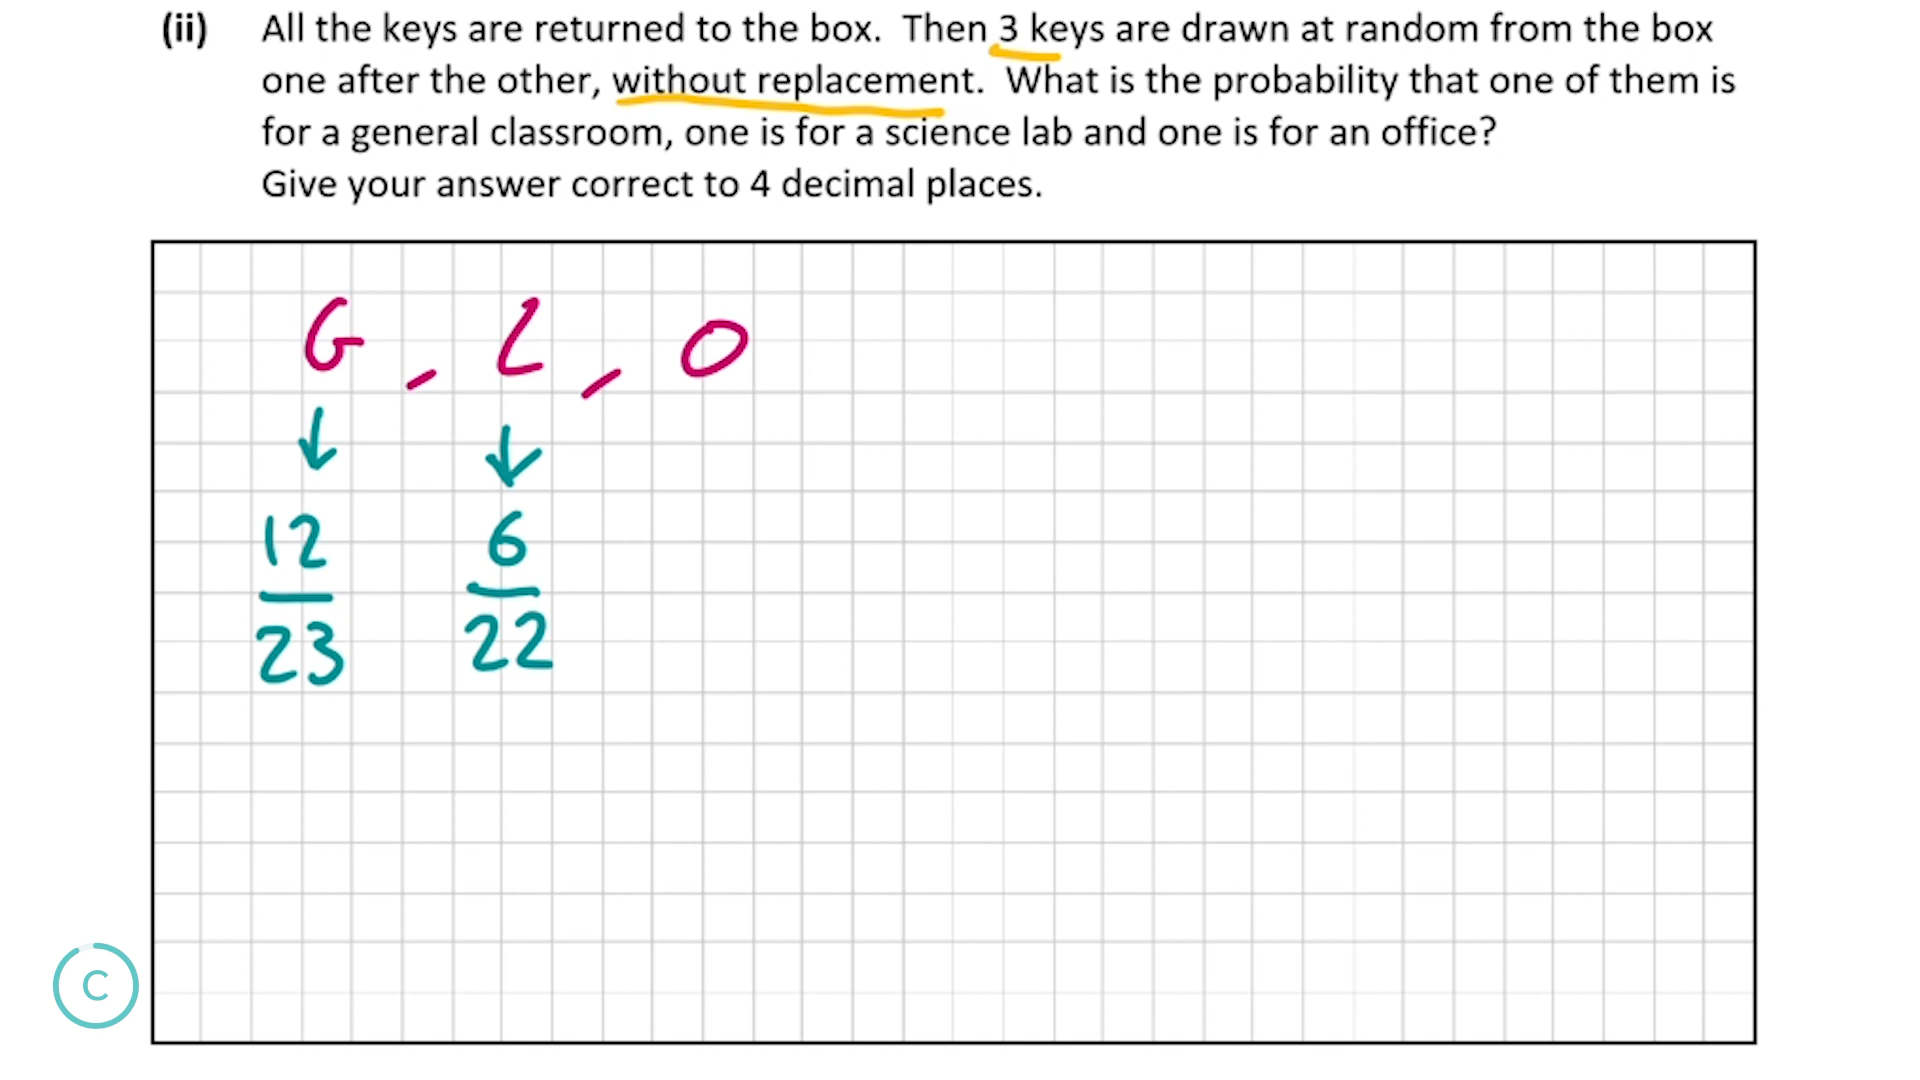 (ii) All the keys are returned to the box. Then 3 keys are drawn at random from the box
one after the other, without replacement. What is the probability that one of them is
for a general classroom, one is for a science lab and one is for an office?
Give your answer correct to 4 decimal places.
G, L, O
↓ ↓
12 6
23 22
C